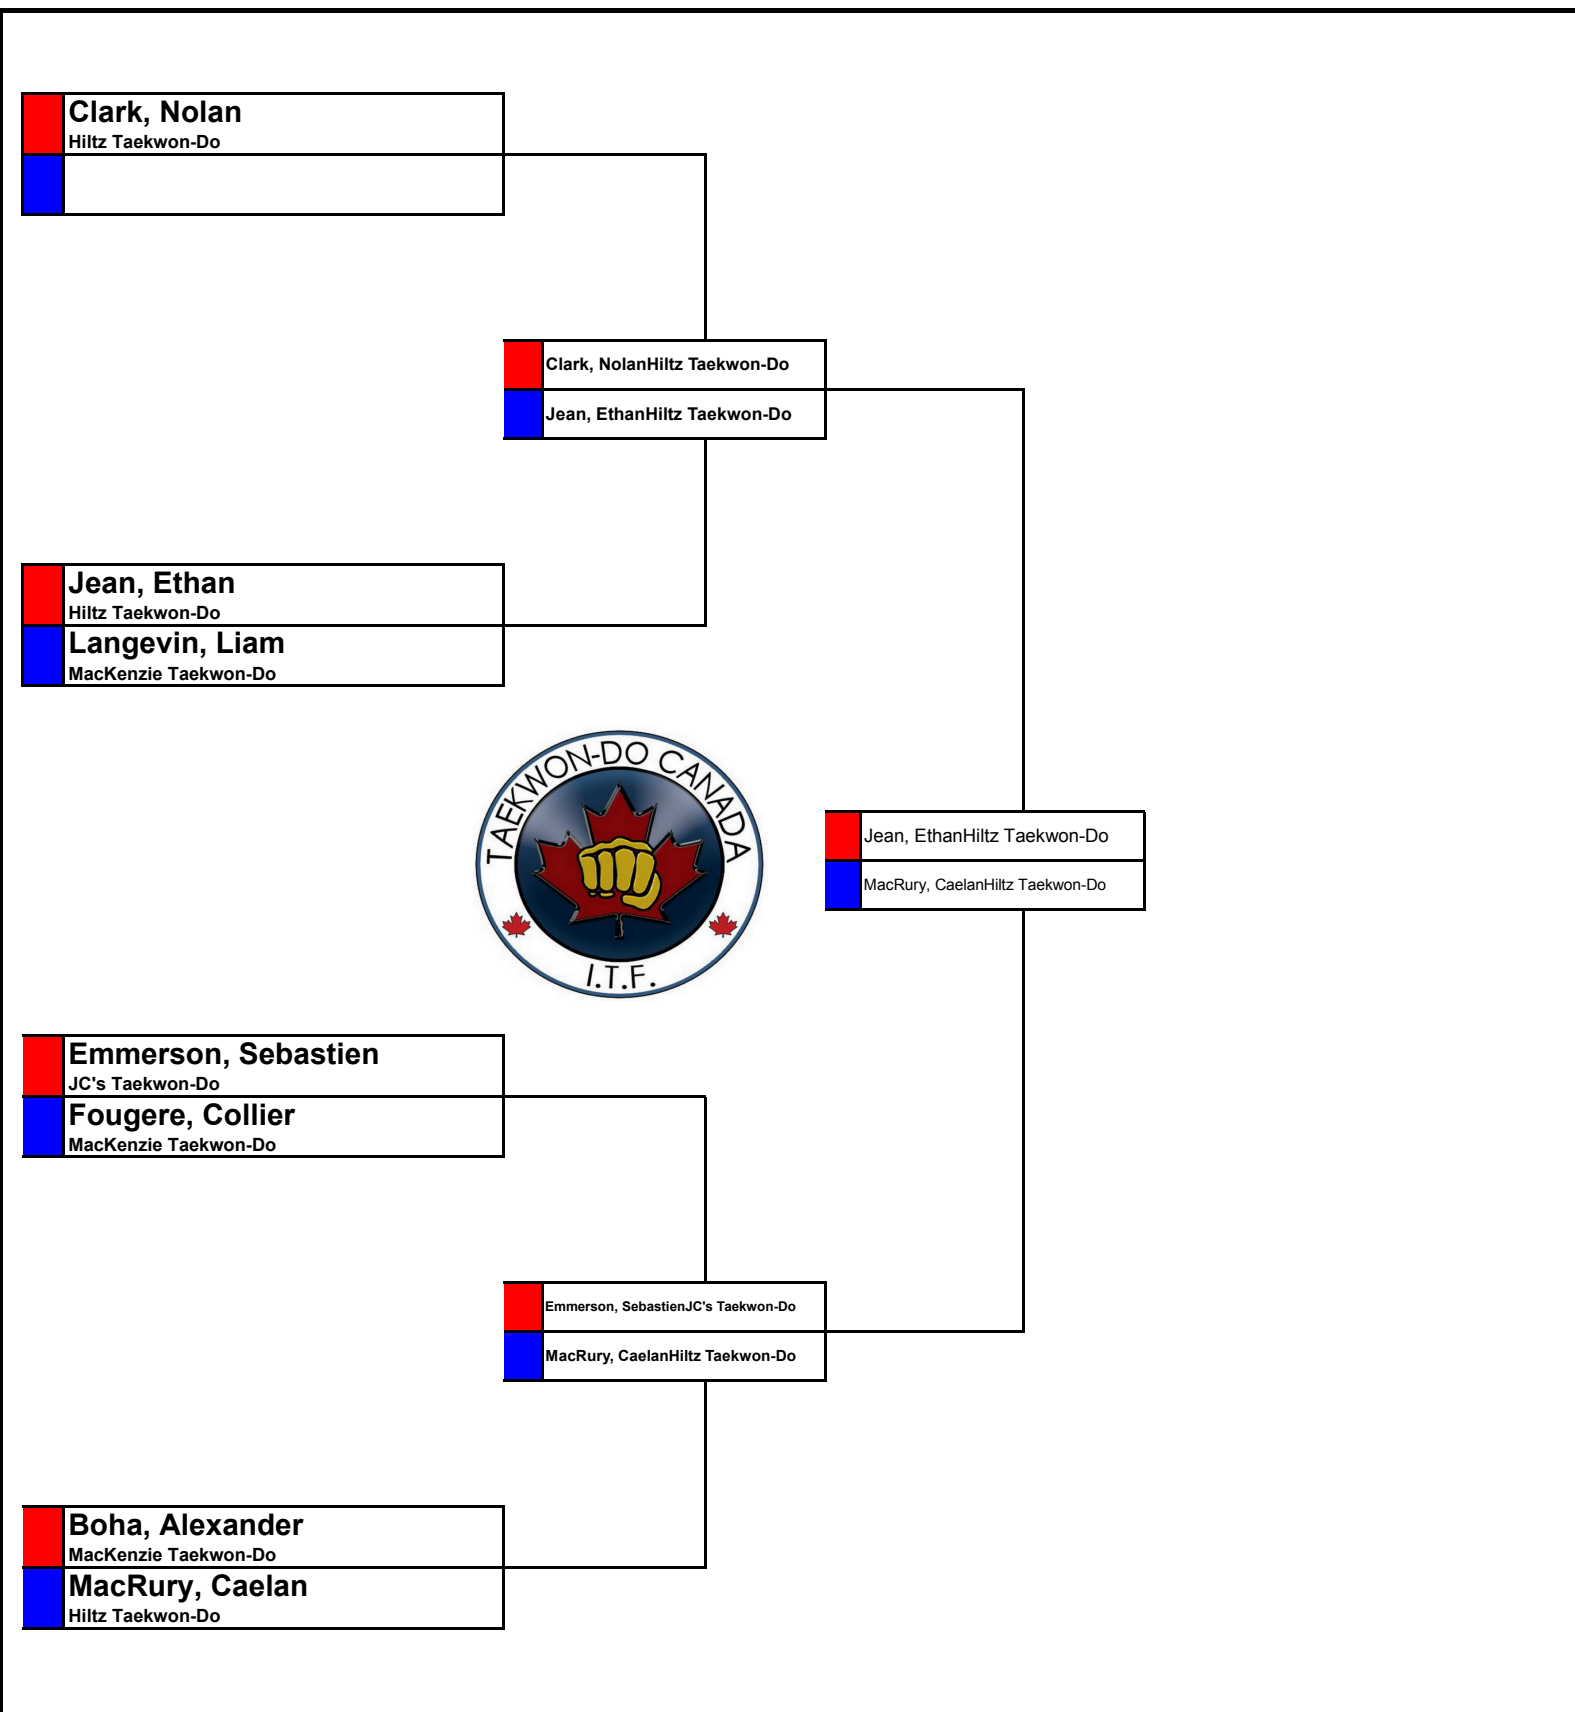 Clark, Nolan
Hiltz Taekwon-Do
Clark, NolanHiltz Taekwon-Do
Jean, EthanHiltz Taekwon-Do
Jean, Ethan
Hiltz Taekwon-Do
Langevin, Liam
MacKenzie Taekwon-Do
TAEKWON-DO CANADA
I.T.F.
Jean, EthanHiltz Taekwon-Do
MacRury, CaelanHiltz Taekwon-Do
Emmerson, Sebastien
JC's Taekwon-Do
Fougere, Collier
MacKenzie Taekwon-Do
Emmerson, SebastienJC's Taekwon-Do
MacRury, CaelanHiltz Taekwon-Do
Boha, Alexander
MacKenzie Taekwon-Do
MacRury, Caelan
Hiltz Taekwon-Do